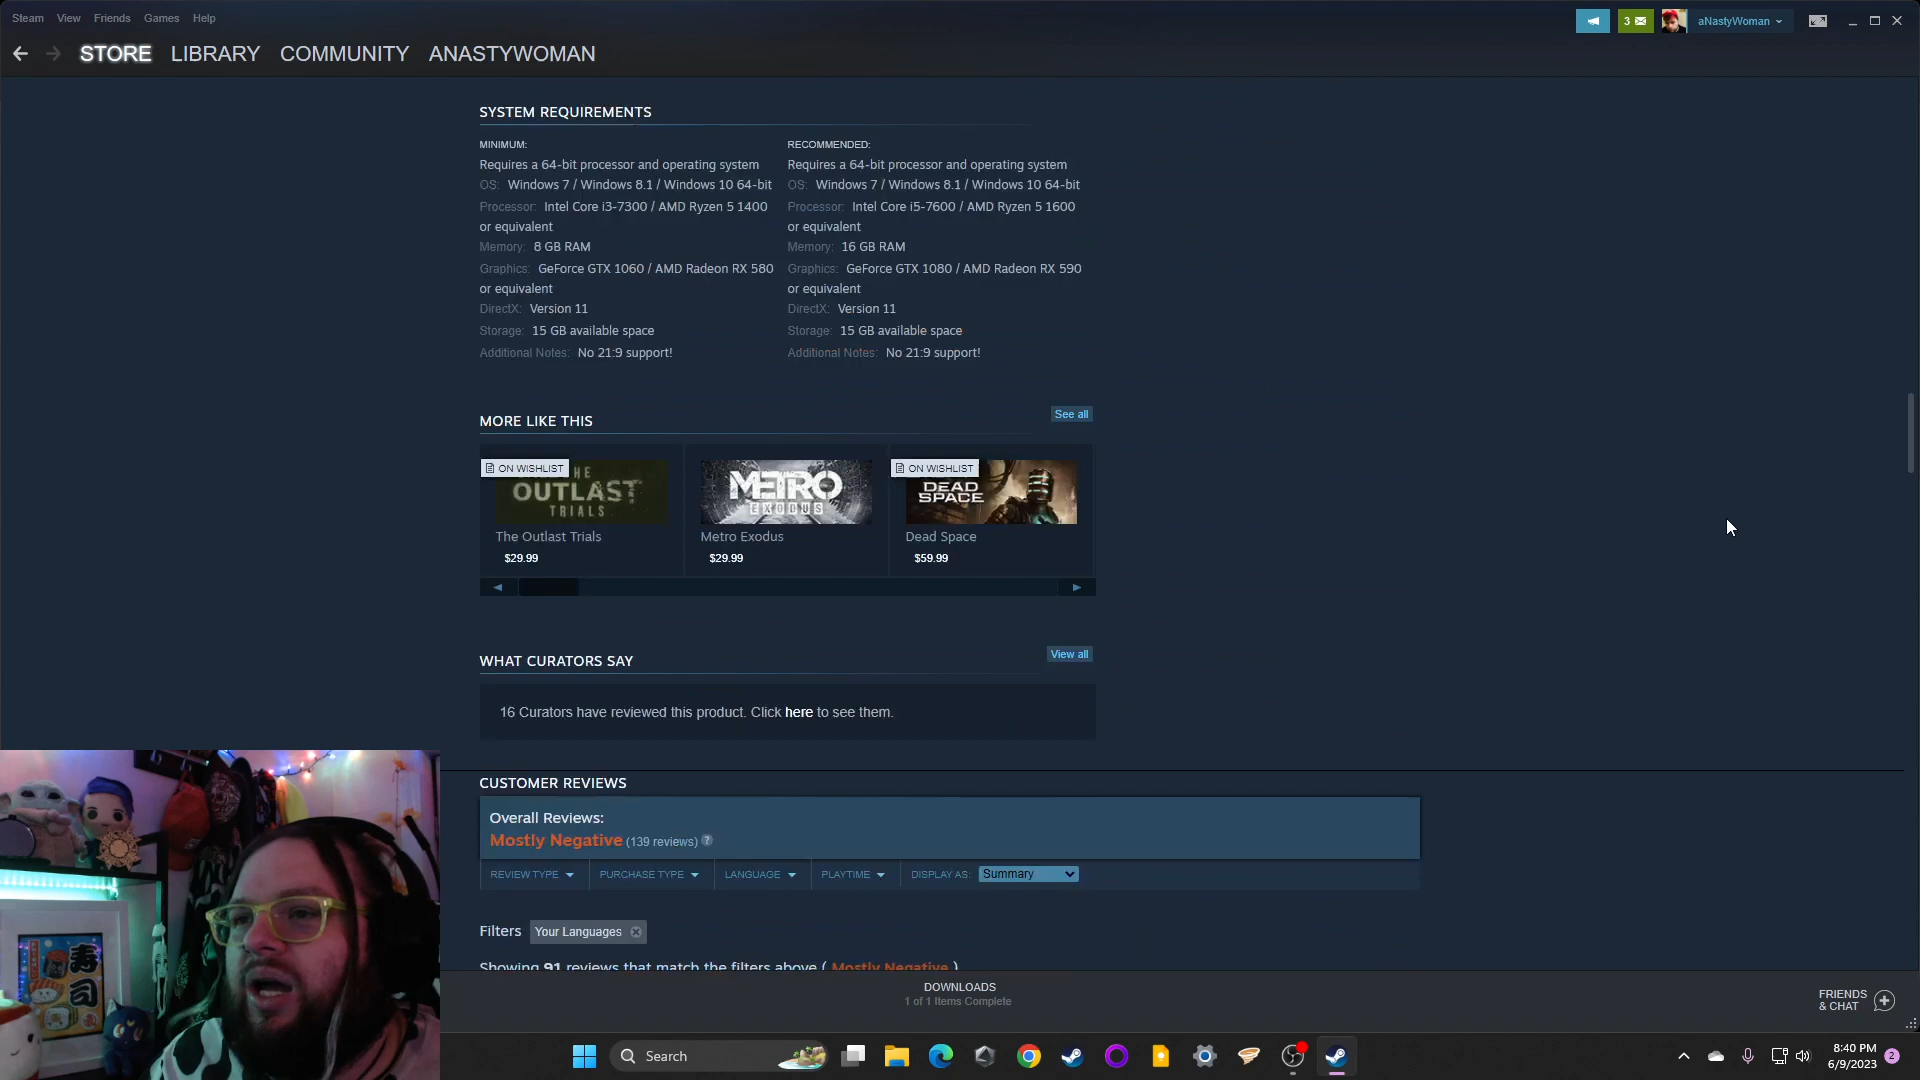 Steam View Friends Games Help
3 aNastyWoman
STORE LIBRARY COMMUNITY ANASTYWOMAN
SYSTEM REQUIREMENTS
MINIMUM:
Requires a 64-bit processor and operating system
OS: Windows 7 / Windows 8.1 / Windows 10 64-bit
Processor: Intel Core i3-7300 / AMD Ryzen 5 1400
or equivalent
Memory: 8 GB RAM
Graphics: GeForce GTX 1060 / AMD Radeon RX 580
or equivalent
DirectX: Version 11
Storage: 15 GB available space
Additional Notes: No 21:9 support!
RECOMMENDED:
Requires a 64-bit processor and operating system
OS: Windows 7 / Windows 8.1 / Windows 10 64-bit
Processor: Intel Core i5-7600 / AMD Ryzen 5 1600
or equivalent
Memory: 16 GB RAM
Graphics: GeForce GTX 1080 / AMD Radeon RX 590
or equivalent
DirectX: Version 11
Storage: 15 GB available space
Additional Notes: No 21:9 support!
MORE LIKE THIS
See all
ON WISHLIST
THE
OUTLAST
TRIALS
The Outlast Trials
$29.99
METRO
EXODUS
Metro Exodus
$29.99
ON WISHLIST
DEAD
SPACE
Dead Space
$59.99
WHAT CURATORS SAY
View all
16 Curators have reviewed this product. Click here to see them.
CUSTOMER REVIEWS
Overall Reviews:
Mostly Negative (139 reviews) ?
REVIEW TYPE PURCHASE TYPE LANGUAGE PLAYTIME DISPLAY AS: Summary
Filters Your Languages
Showing 91 reviews that match the filters above ( Mostly Negative )
寿
司
DOWNLOADS
1 of 1 Items Complete
FRIENDS
& CHAT
Search
8:40 PM
6/9/2023
2